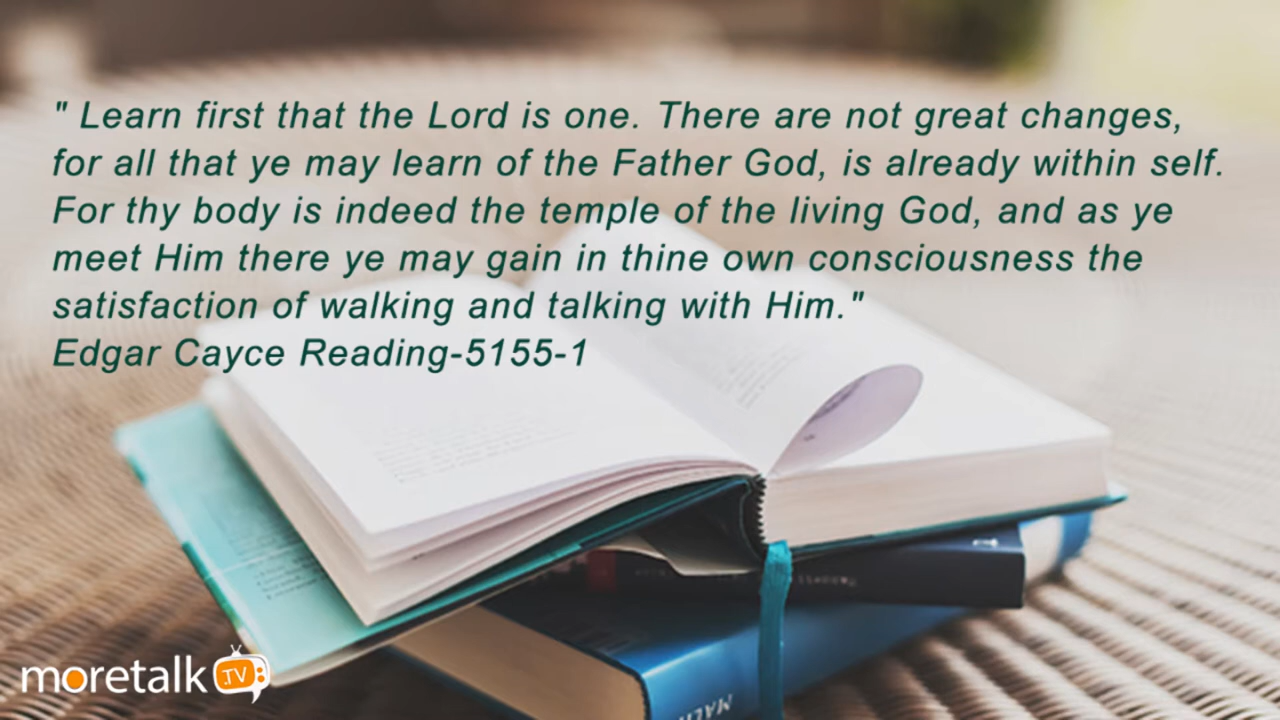 " Learn first that the Lord is one. There are not great changes,
for all that ye may learn of the Father God, is already within self.
For thy body is indeed the temple of the living God, and as ye
meet Him there ye may gain in thine own consciousness the
satisfaction of walking and talking with Him."
Edgar Cayce Reading-5155-1
moretalk TV